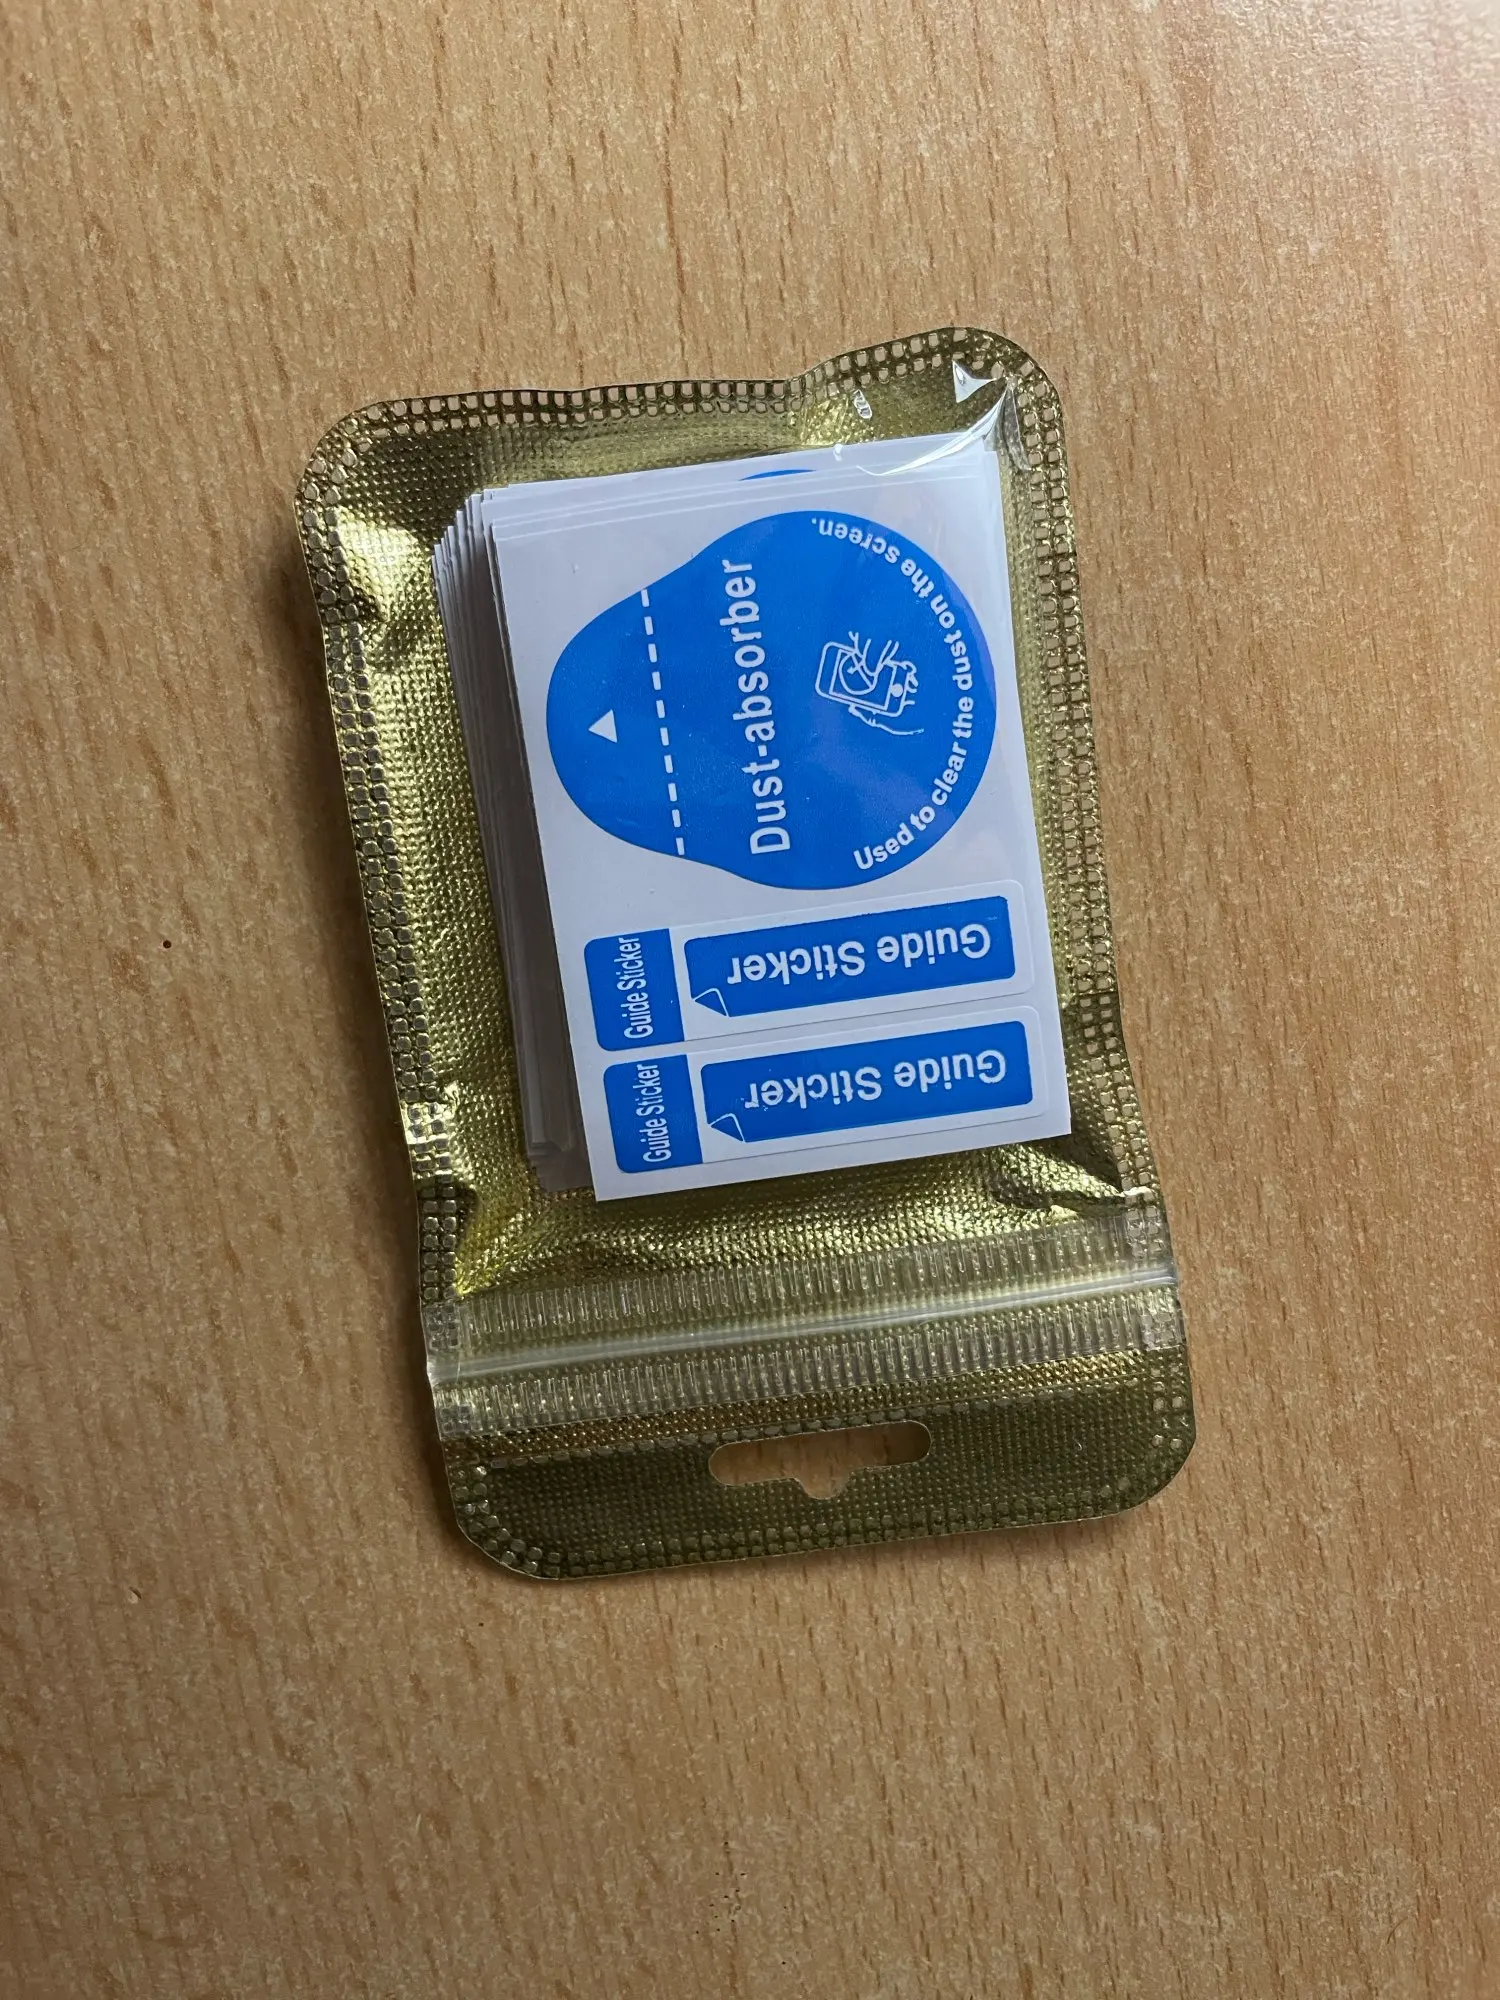 Dust-absorber
Used to clear the dust on the screen.
Guide Sticker
Guide Sticker
Guide Sticker
Guide Sticker